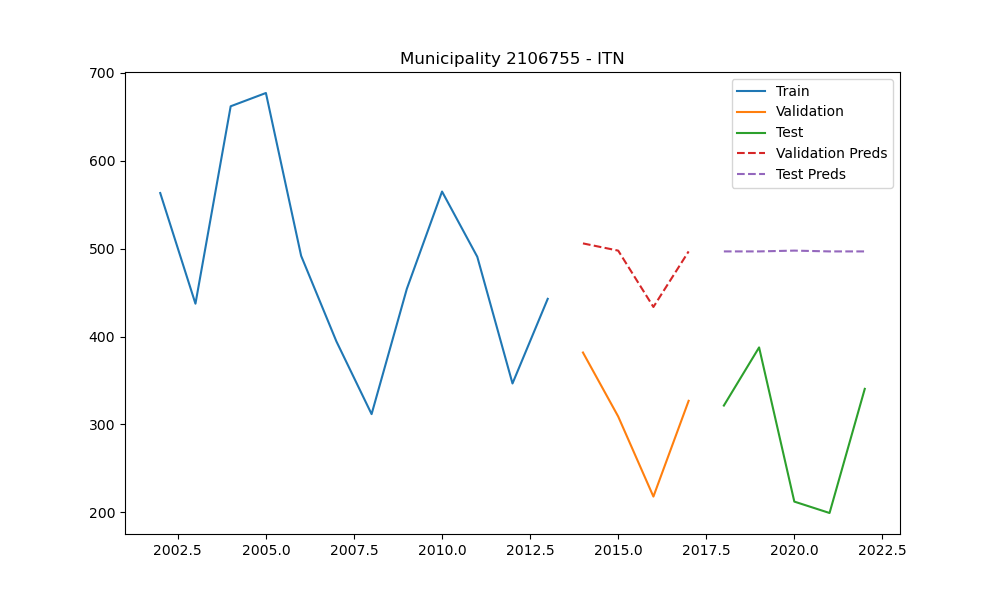 Municipality 2106755 - ITN
700
600
500
400
300
200
2002.5 2005.0 2007.5 2010.0 2012.5 2015.0 2017.5 2020.0 2022.5
Train
Validation
Test
Validation Preds
Test Preds